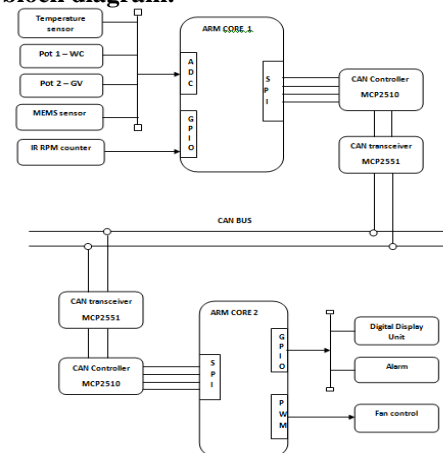 block diagram:
Temperature
sensor
Pot 1 – WC
Pot 2 – GV
MEMS sensor
IR RPM counter
ARM CORE 1
A
D
C
G
P
I
O
S
P
I
CAN Controller
MCP2510
CAN transceiver
MCP2551
CAN BUS
CAN transceiver
MCP2551
CAN Controller
MCP2510
ARM CORE 2
S
P
I
G
P
I
O
P
W
M
Digital Display
Unit
Alarm
Fan control